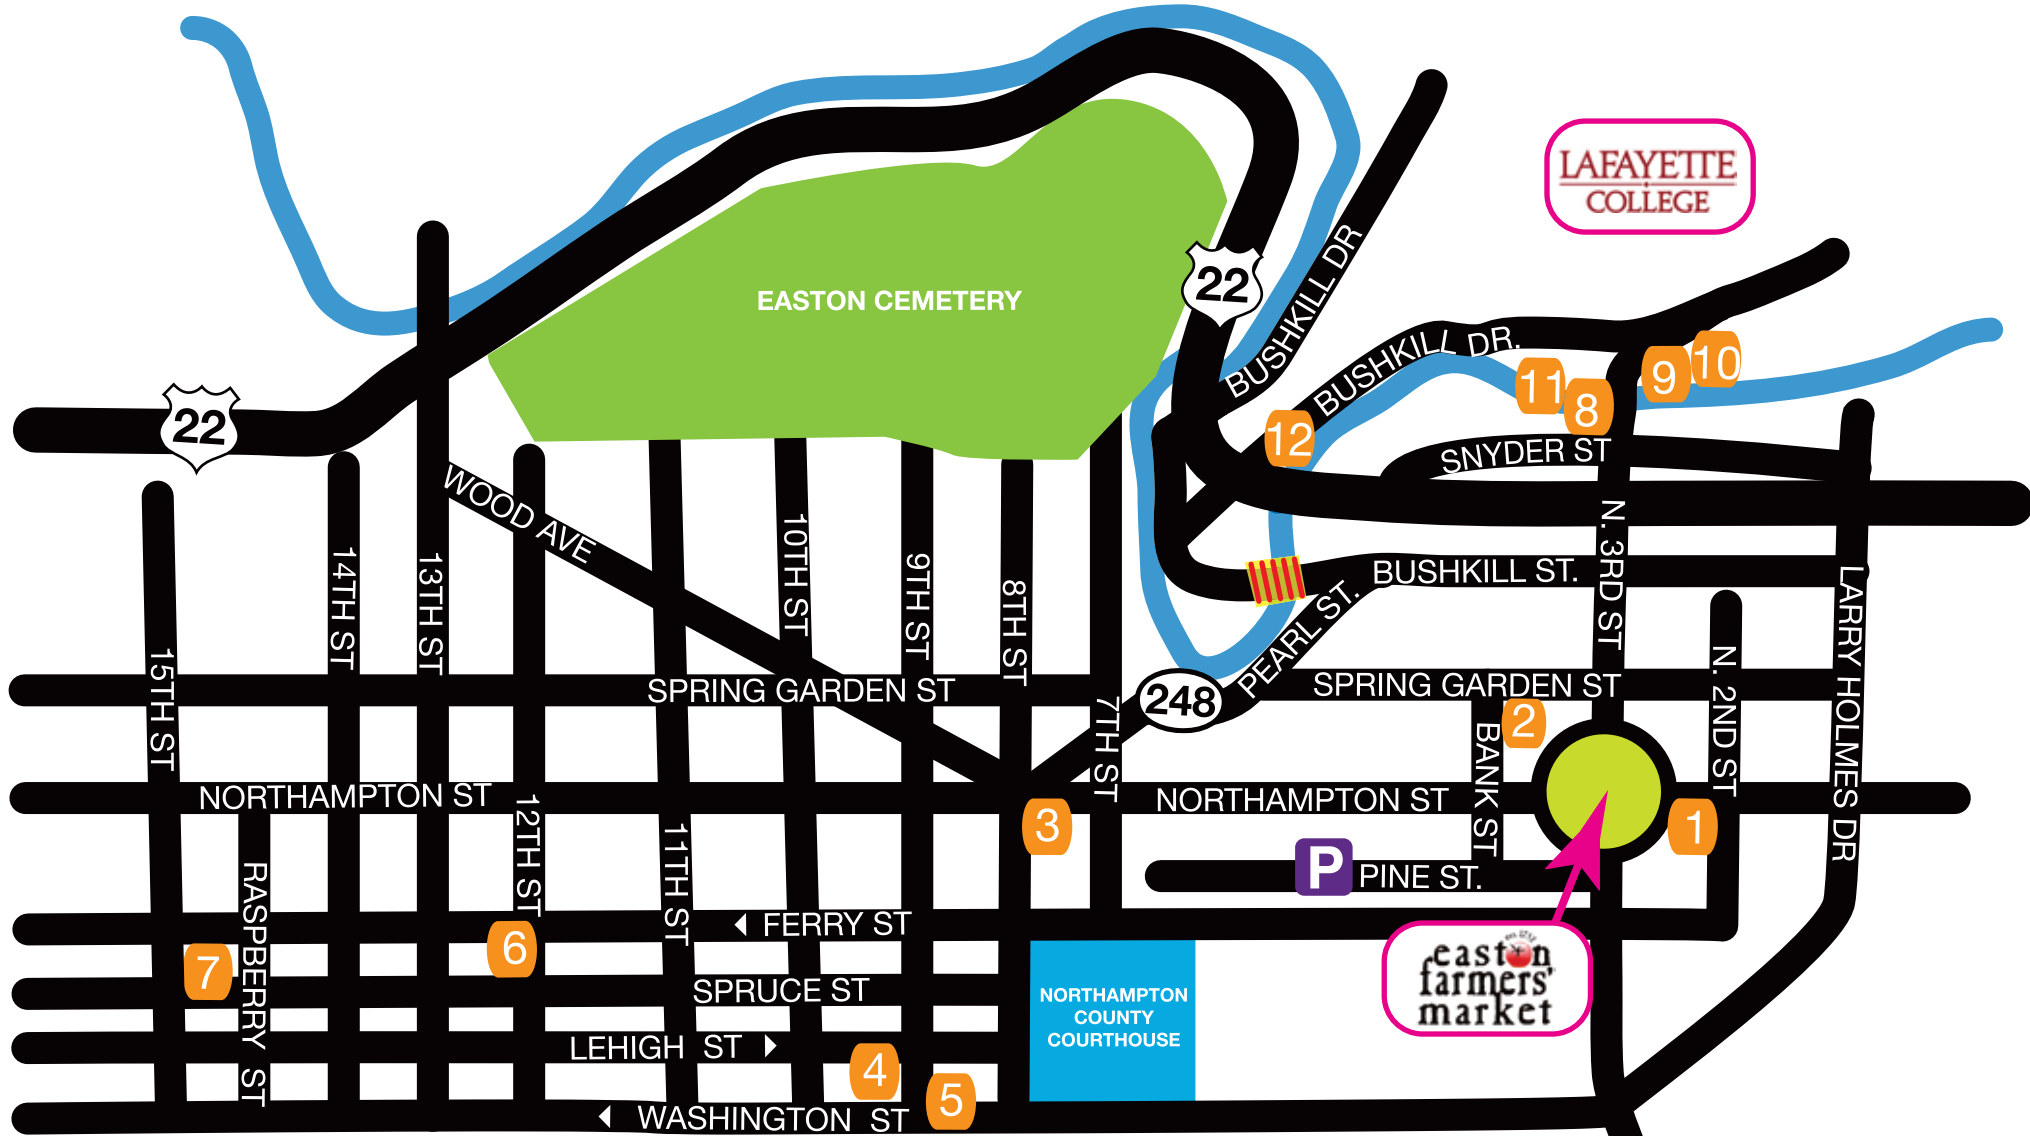 LAFAYETTE
COLLEGE
22
BUSHKILL DR
EASTON CEMETERY
BUSHKILL DR.
10
9
11
8
12
22
SNYDER ST
WOOD AVE
N. 3RD ST
10TH ST
14TH ST
13TH ST
9TH ST
8TH ST
BUSHKILL ST.
LARRY HOLMES DR
PEARL ST.
15TH ST
SPRING GARDEN ST
248
SPRING GARDEN ST
N. 2ND ST
7TH ST
2
BANK ST
NORTHAMPTON ST
12TH ST
NORTHAMPTON ST
3
1
11TH ST
P
PINE ST.
RASPBERRY ST
FERRY ST
6
7
easton
farmers'
market
SPRUCE ST
NORTHAMPTON
COUNTY
COURTHOUSE
LEHIGH ST
4
5
WASHINGTON ST